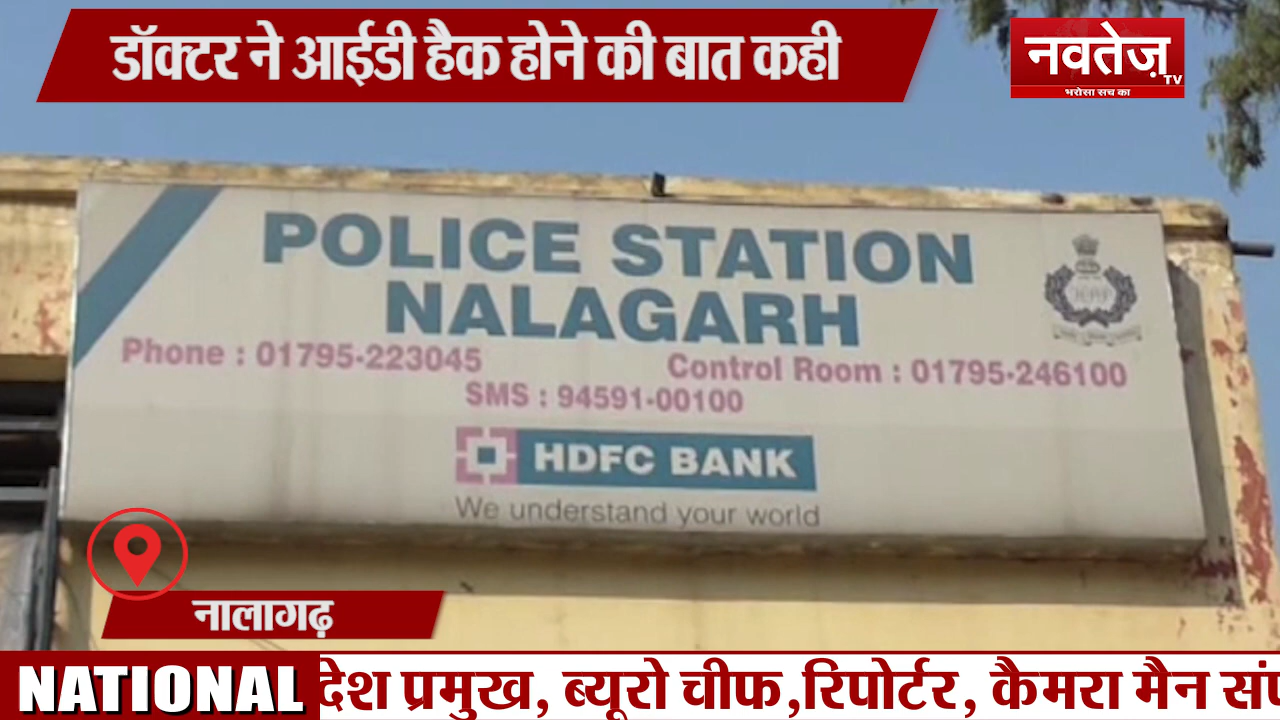 डॉक्टर ने आईडी हैक होने की बात कही
नवतेज़
TV
भरोसा सच का
POLICE STATION
NALAGARH
Phone : 01795-223045
Control Room : 01795-246100
SMS : 94591-00100
HDFC BANK
We understand your world
नालागढ़
NATIONAL
देश प्रमुख, ब्यूरो चीफ,रिपोर्टर, कैमरा मैन